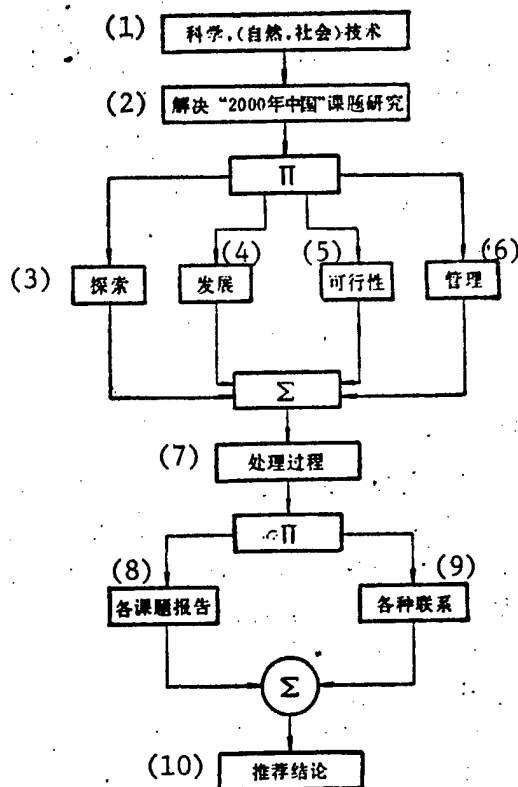 (1) 科学,(自然,社会)技术
(2) 解决“2000年中国”课题研究
Π
(3) 探索
(4) 发展
(5) 可行性
(6) 管理
Σ
(7) 处理过程
Π
(8) 各课题报告
(9) 各种联系
Σ
(10) 推荐结论